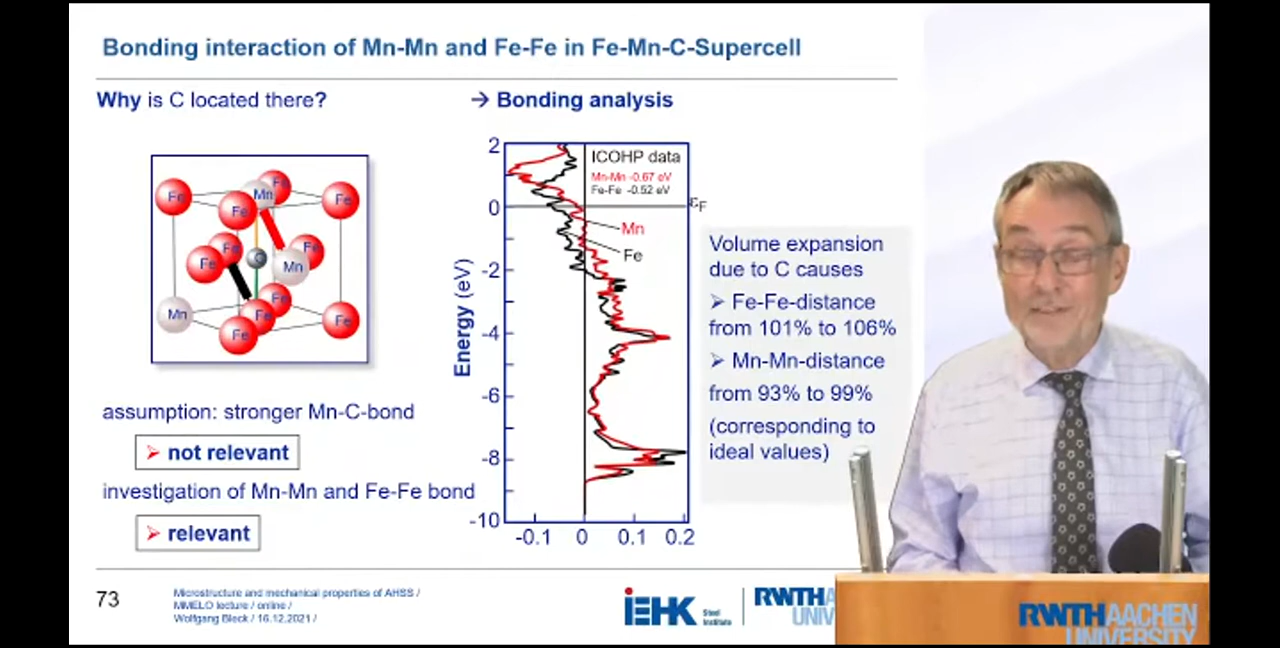 Bonding interaction of Mn-Mn and Fe-Fe in Fe-Mn-C-Supercell
Why is C located there?
→ Bonding analysis
Fe
Mn
Fe
Fe
Fe
Fe
Fe
Fe
C
Mn
Mn
Fe
Fe
Fe
Fe
assumption: stronger Mn-C-bond
➢ not relevant
investigation of Mn-Mn and Fe-Fe bond
➢ relevant
Energy (eV)
2
0
-2
-4
-6
-8
-10
-0.1 0 0.1 0.2
ICOHP data
Mn-Mn -0.67 eV
Fe-Fe -0.52 eV
εF
Mn
Fe
Volume expansion
due to C causes
➢ Fe-Fe-distance
from 101% to 106%
➢ Mn-Mn-distance
from 93% to 99%
(corresponding to
ideal values)
73
Microstructure and mechanical properties of AHSS /
MMELO lecture / online /
Wolfgang Bleck / 16.12.2021 /
iEHK
Steel
Institute
RWTHA
UNIV
RWTHAACHEN
UNIVERSITY